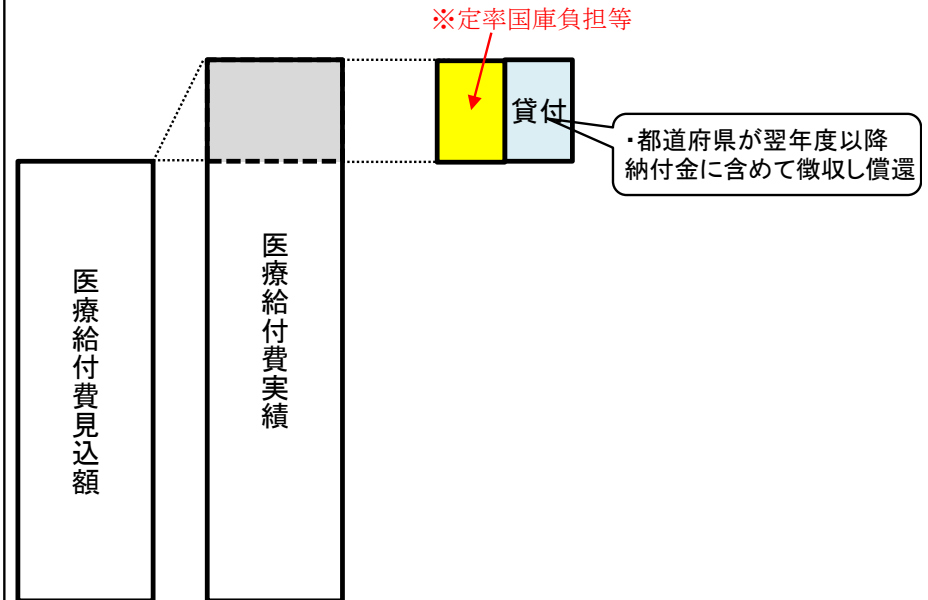 ※定率国庫負担等
貸付
・都道府県が翌年度以降
納付金に含めて徴収し償還
医療給付費見込額
医療給付費実績